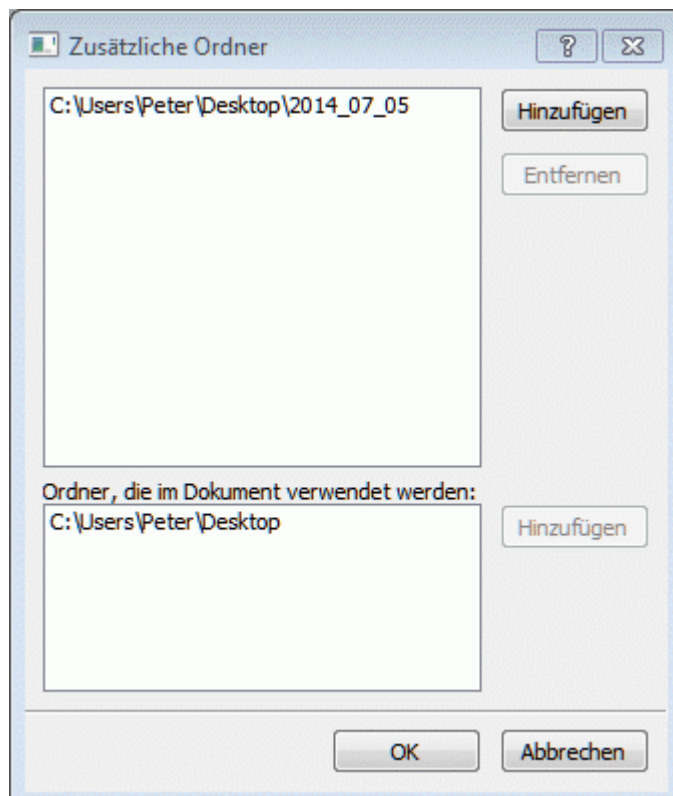 Zusätzliche Ordner
C:\Users\Peter\Desktop\2014_07_05
Hinzufügen
Entfernen
Ordner, die im Dokument verwendet werden:
C:\Users\Peter\Desktop
Hinzufügen
OK
Abbrechen